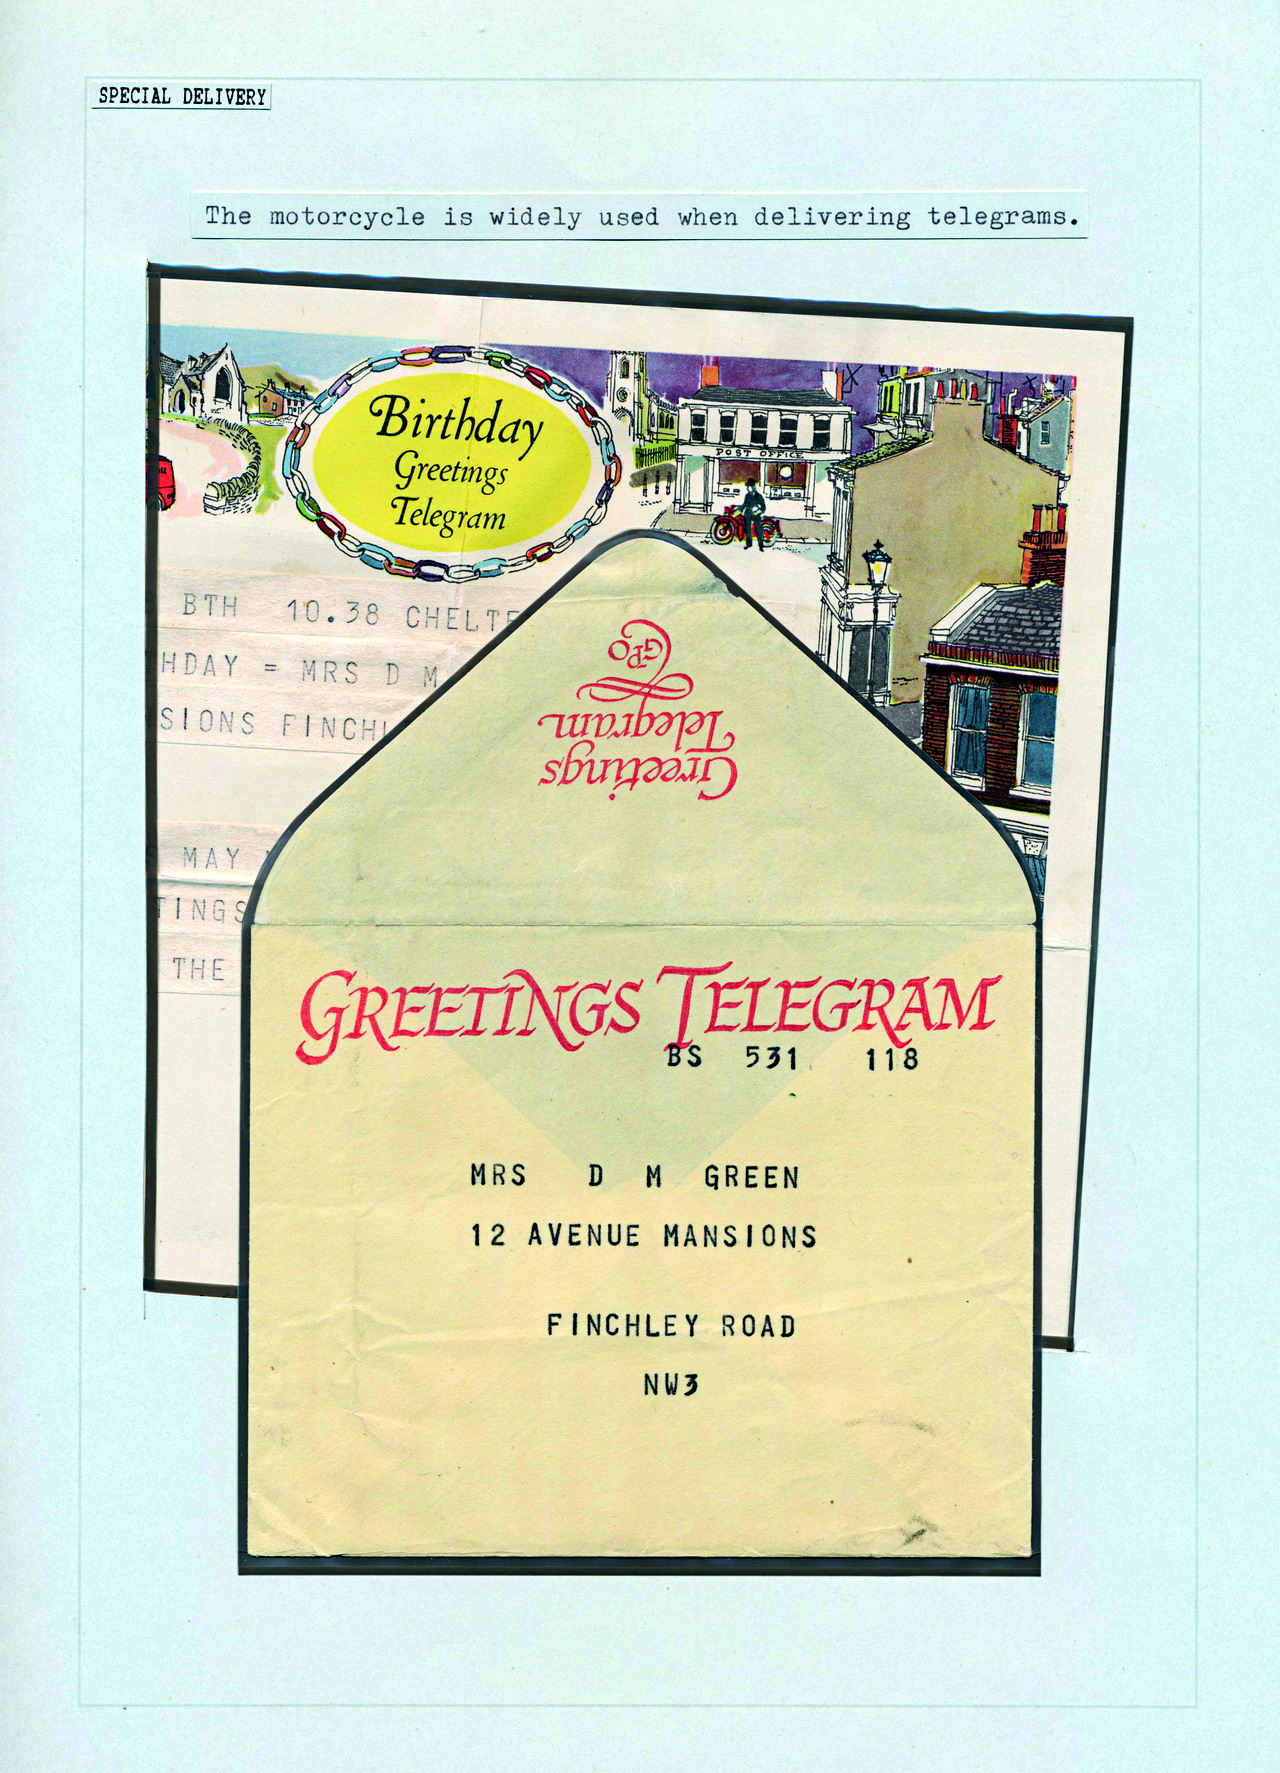 SPECIAL DELIVERY
The motorcycle is widely used when delivering telegrams.
Birthday
Greetings
Telegram
POST OFFICE
BTH 10.38 CHELTE
HDAY = MRS D M
SIONS FINCHL
MAY
TINGS
THE
Greetings
Telegram
GPO
GREETINGS TELEGRAM
BS 531 118
MRS D M GREEN
12 AVENUE MANSIONS
FINCHLEY ROAD
NW3